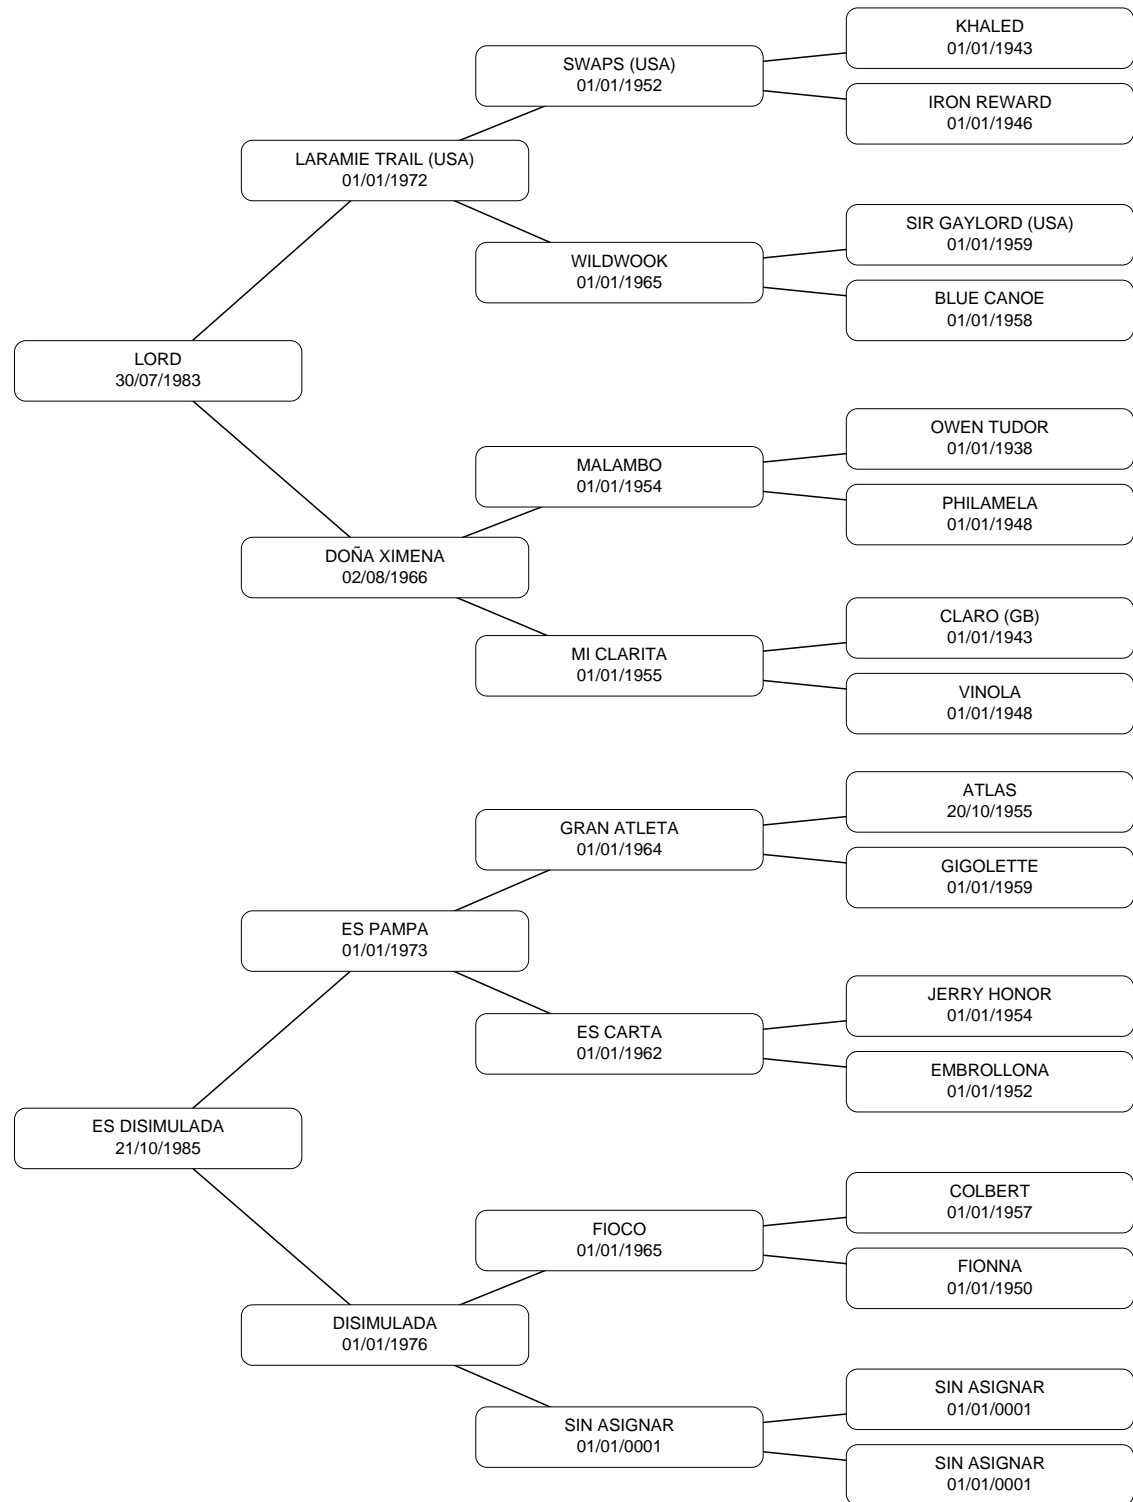 KHALED
01/01/1943
SWAPS (USA)
01/01/1952
IRON REWARD
01/01/1946
LARAMIE TRAIL (USA)
01/01/1972
SIR GAYLORD (USA)
01/01/1959
WILDWOOK
01/01/1965
BLUE CANOE
01/01/1958
LORD
30/07/1983
OWEN TUDOR
01/01/1938
MALAMBO
01/01/1954
PHILAMELA
01/01/1948
DOÑA XIMENA
02/08/1966
CLARO (GB)
01/01/1943
MI CLARITA
01/01/1955
VINOLA
01/01/1948
ATLAS
20/10/1955
GRAN ATLETA
01/01/1964
GIGOLETTE
01/01/1959
ES PAMPA
01/01/1973
JERRY HONOR
01/01/1954
ES CARTA
01/01/1962
EMBROLLONA
01/01/1952
ES DISIMULADA
21/10/1985
COLBERT
01/01/1957
FIOCO
01/01/1965
FIONNA
01/01/1950
DISIMULADA
01/01/1976
SIN ASIGNAR
01/01/0001
SIN ASIGNAR
01/01/0001
SIN ASIGNAR
01/01/0001